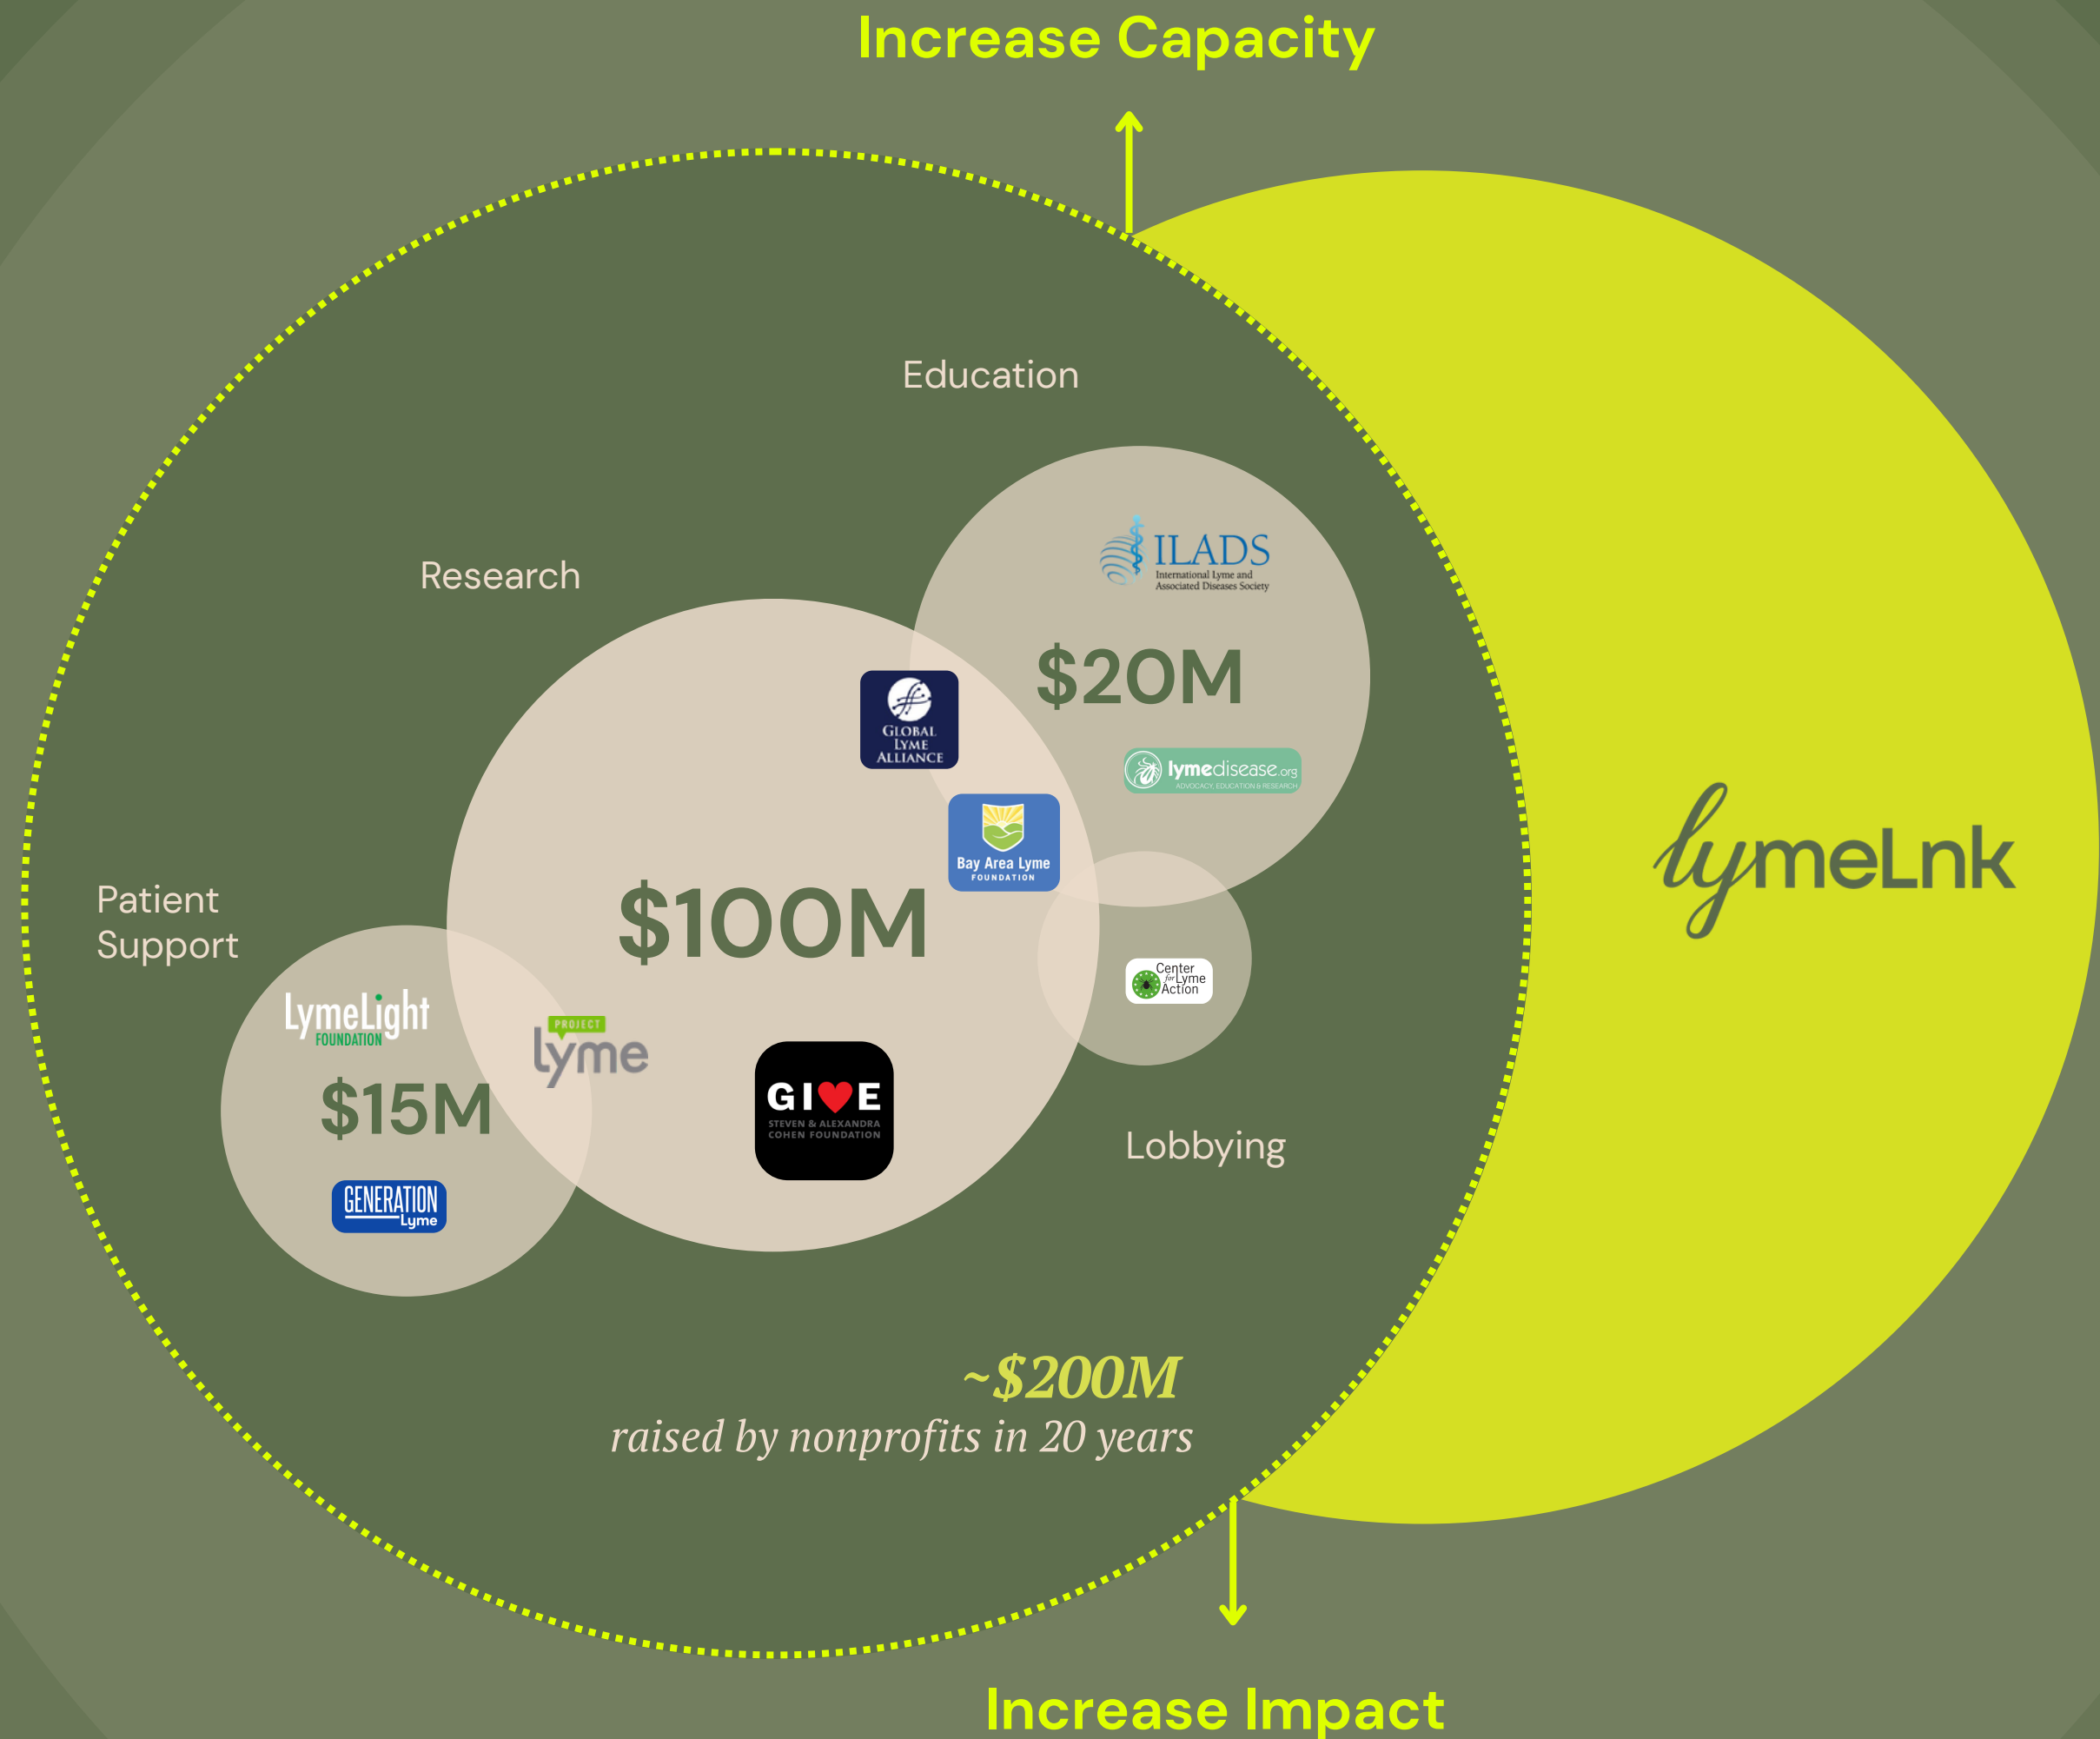 Increase Capacity
Education
ILADS
International Lyme and
Associated Diseases Society
$20M
lymedisease.org
ADVOCACY, EDUCATION & RESEARCH
Research
GLOBAL
LYME
ALLIANCE
Bay Area Lyme
FOUNDATION
$100M
Center
for Lyme
Action
GIVE
STEVEN & ALEXANDRA
COHEN FOUNDATION
Lobbying
Patient
Support
LymeLight
FOUNDATION
PROJECT
lyme
$15M
GENERATION
Lyme
lymeLnk
~$200M
raised by nonprofits in 20 years
Increase Impact